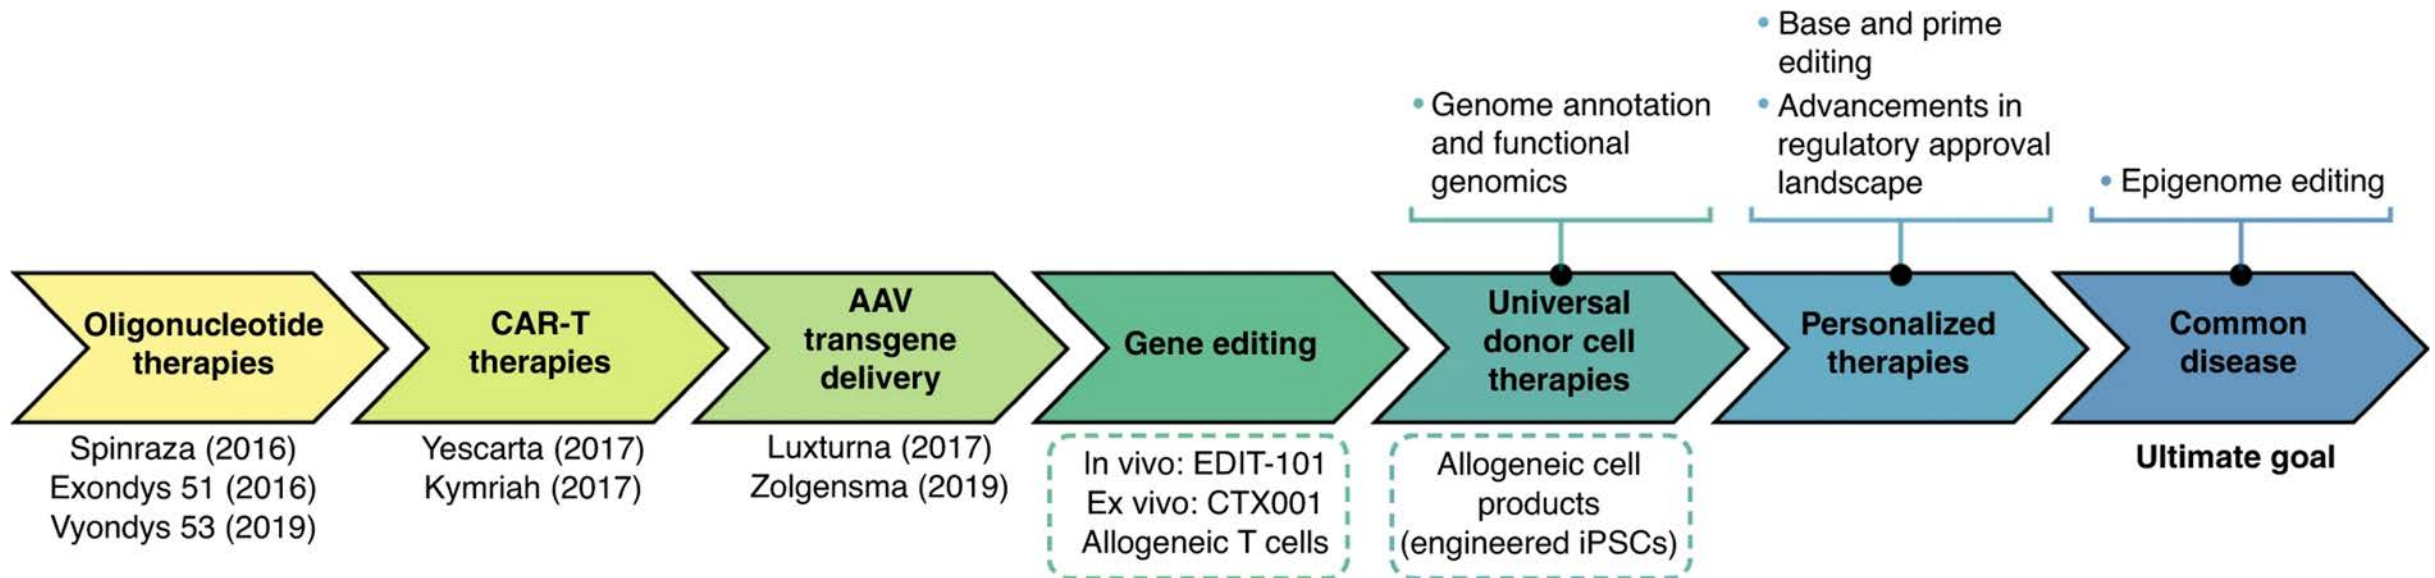 • Base and prime
editing
• Advancements in
regulatory approval
landscape
• Genome annotation
and functional
genomics
• Epigenome editing
Oligonucleotide
therapies
CAR-T
therapies
AAV
transgene
delivery
Gene editing
Universal
donor cell
therapies
Personalized
therapies
Common
disease
Spinraza (2016)
Exondys 51 (2016)
Vyondys 53 (2019)
Yescarta (2017)
Kymriah (2017)
Luxturna (2017)
Zolgensma (2019)
In vivo: EDIT-101
Ex vivo: CTX001
Allogeneic T cells
Allogeneic cell
products
(engineered iPSCs)
Ultimate goal